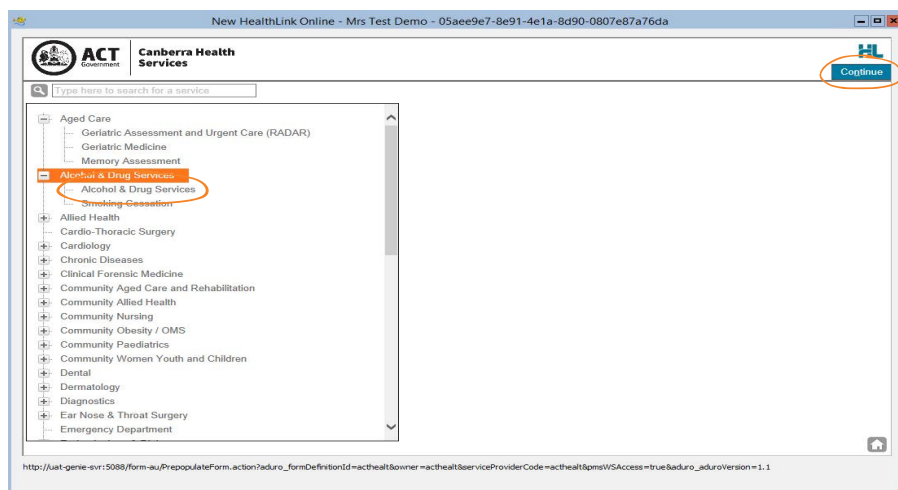 New HealthLink Online - Mrs Test Demo - 05aee9e7-8e91-4e1a-8d90-0807e87a76da
ACT
Government
Canberra Health
Services
HL
Continue
Type here to search for a service
Aged Care
Geriatric Assessment and Urgent Care (RADAR)
Geriatric Medicine
Memory Assessment
Alcohol & Drug Services
Alcohol & Drug Services
Smoking Cessation
Allied Health
Cardio-Thoracic Surgery
Cardiology
Chronic Diseases
Clinical Forensic Medicine
Community Aged Care and Rehabilitation
Community Allied Health
Community Nursing
Community Obesity / OMS
Community Paediatrics
Community Women Youth and Children
Dental
Dermatology
Diagnostics
Ear Nose & Throat Surgery
Emergency Department
http://uat-genie-svr:5088/form-au/PrepopulateForm.action?aduro_formDefinitionId=acthealt&owner=acthealt&serviceProviderCode=acthealt&pmsWSAccess=true&aduro_aduroVersion=1.1